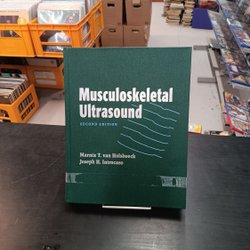 Musculoskeletal
Ultrasound
SECOND EDITION
Marnix T. van Holsbeeck
Joseph H. Introcaso